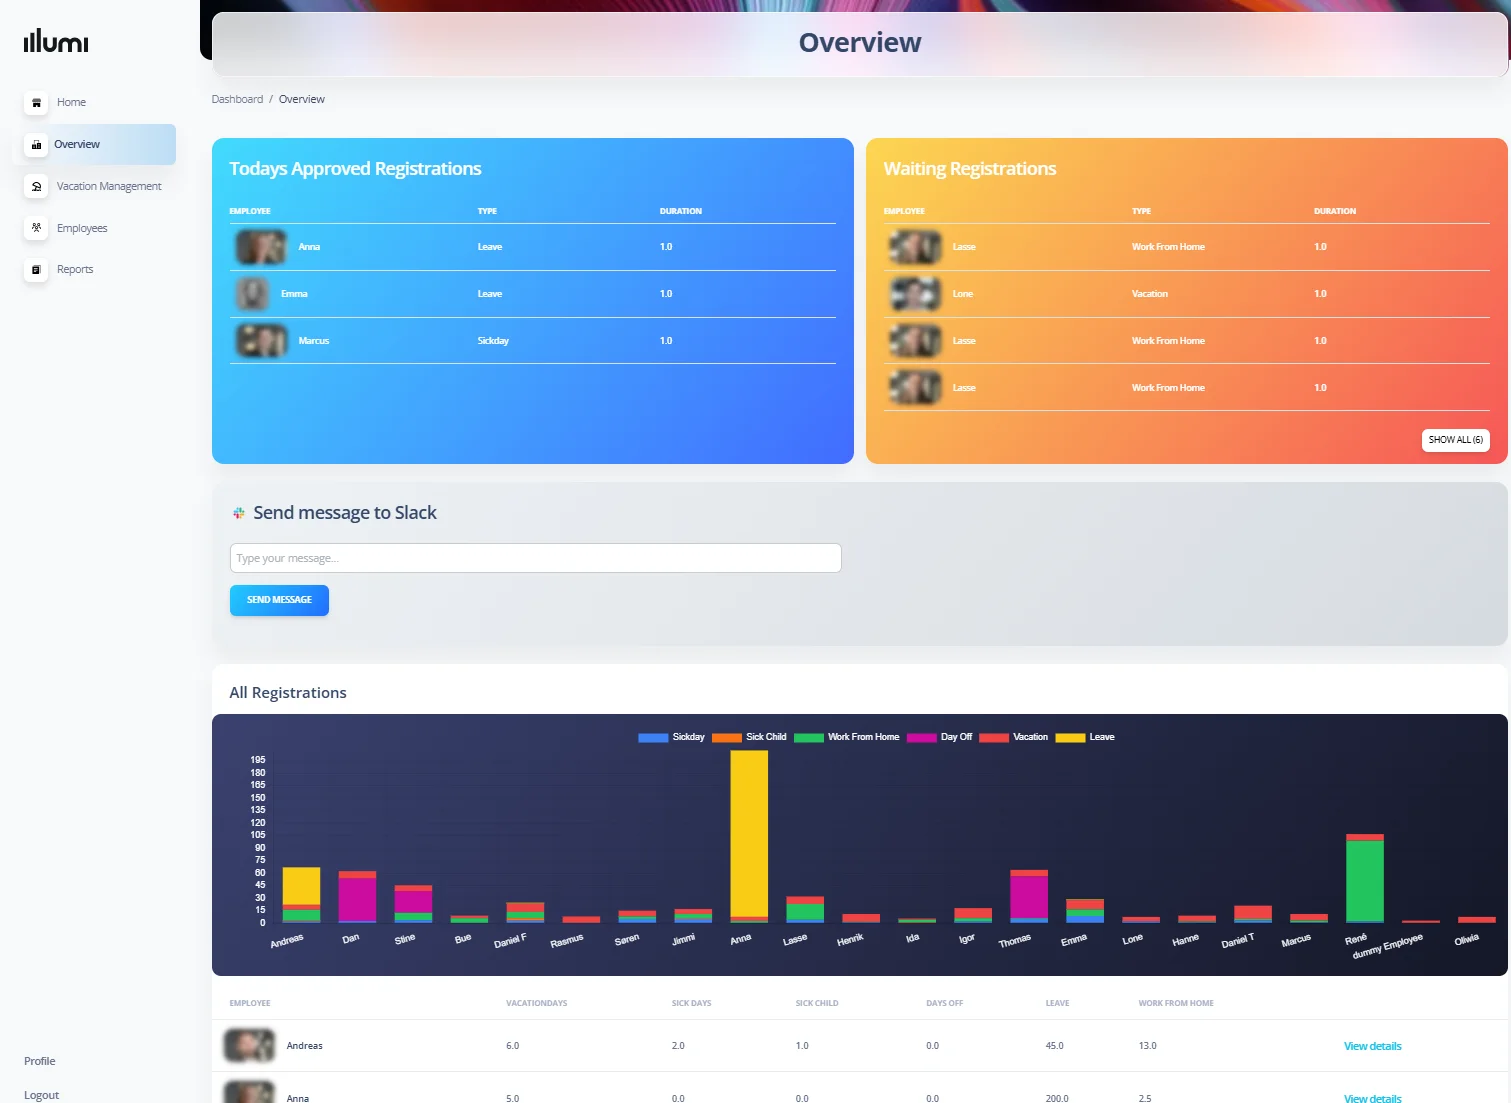 illumi
Overview
Home
Overview
Vacation Management
Employees
Reports
Profile
Logout
Dashboard / Overview
Todays Approved Registrations
EMPLOYEE TYPE DURATION
Anna Leave 1.0
Emma Leave 1.0
Marcus Sickday 1.0
Waiting Registrations
EMPLOYEE TYPE DURATION
Lasse Work From Home 1.0
Lone Vacation 1.0
Lasse Work From Home 1.0
Lasse Work From Home 1.0
SHOW ALL (6)
Send message to Slack
Type your message...
SEND MESSAGE
All Registrations
Sickday Sick Child Work From Home Day Off Vacation Leave
195
180
165
150
135
120
105
90
75
60
45
30
15
0
Andreas Dan Stine Bue Daniel F Rasmus Søren Jimmi Anna Lasse Henrik Ida Igor Thomas Emma Lone Hanne Daniel T Marcus René dummy Employee Oliwia
EMPLOYEE VACATIONDAYS SICK DAYS SICK CHILD DAYS OFF LEAVE WORK FROM HOME
Andreas 6.0 2.0 1.0 0.0 45.0 13.0 View details
Anna 5.0 0.0 0.0 0.0 200.0 2.5 View details